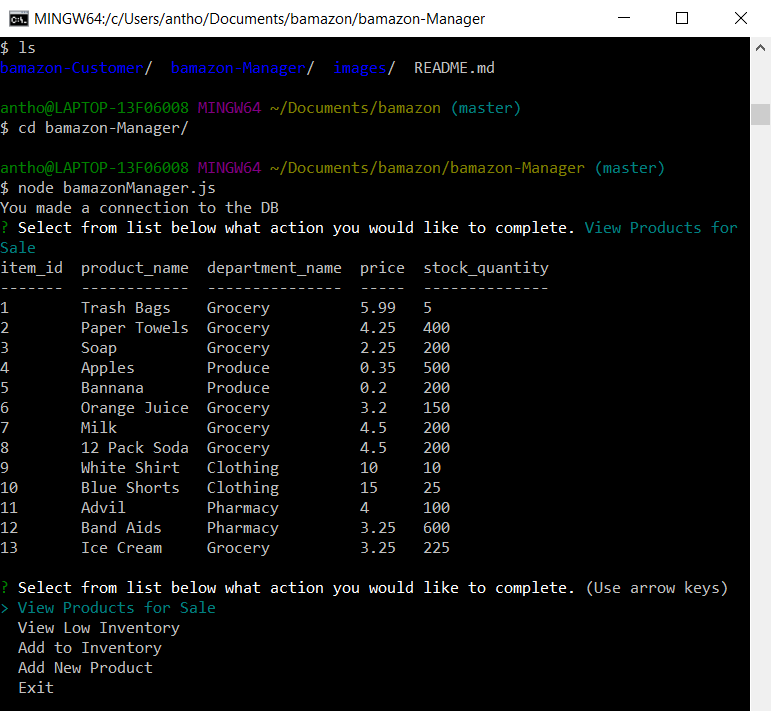 MINGW64:/c/Users/antho/Documents/bamazon/bamazon-Manager
$ ls
bamazon-Customer/  bamazon-Manager/  images/  README.md
antho@LAPTOP-13F06008 MINGW64 ~/Documents/bamazon (master)
$ cd bamazon-Manager/
antho@LAPTOP-13F06008 MINGW64 ~/Documents/bamazon/bamazon-Manager (master)
$ node bamazonManager.js
You made a connection to the DB
? Select from list below what action you would like to complete. View Products for
Sale
item_id  product_name  department_name  price  stock_quantity
-------  ------------  ---------------  -----  --------------
1        Trash Bags    Grocery          5.99   5
2        Paper Towels  Grocery          4.25   400
3        Soap          Grocery          2.25   200
4        Apples        Produce          0.35   500
5        Bannana       Produce          0.2    200
6        Orange Juice  Grocery          3.2    150
7        Milk          Grocery          4.5    200
8        12 Pack Soda  Grocery          4.5    200
9        White Shirt   Clothing         10     10
10       Blue Shorts   Clothing         15     25
11       Advil         Pharmacy         4      100
12       Band Aids     Pharmacy         3.25   600
13       Ice Cream     Grocery          3.25   225
? Select from list below what action you would like to complete. (Use arrow keys)
> View Products for Sale
  View Low Inventory
  Add to Inventory
  Add New Product
  Exit